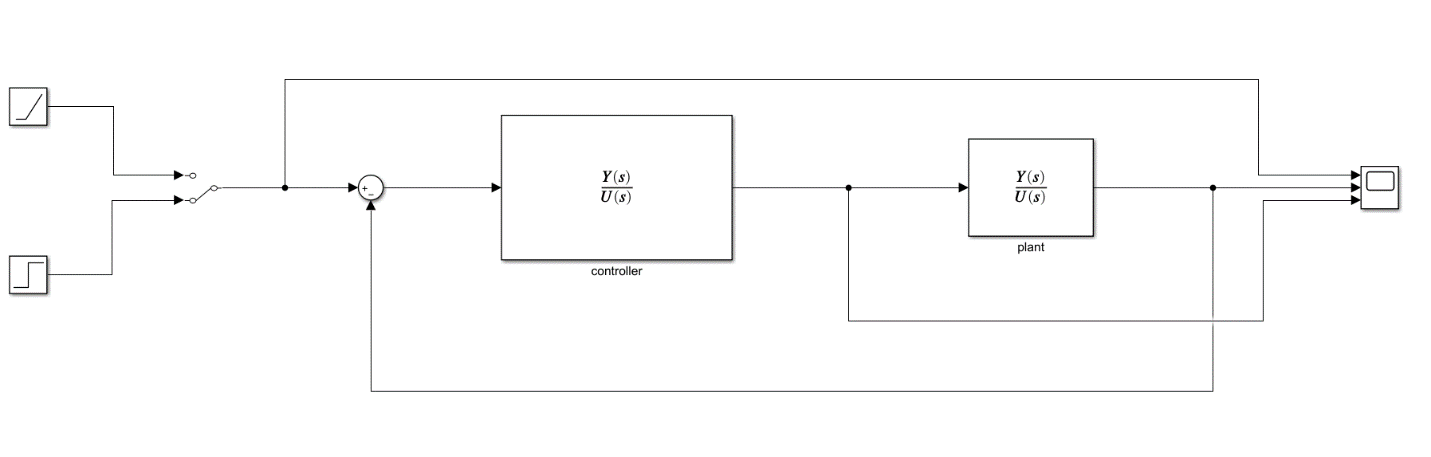 +
−
Y(s)
U(s)
controller
Y(s)
U(s)
plant